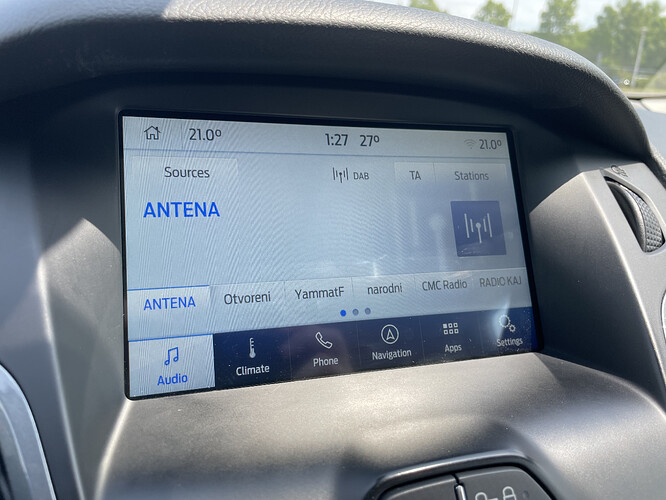 21.0° 1:27 27° 21.0°
Sources DAB TA Stations
ANTENA
ANTENA Otvoreni YammatF narodni CMC Radio RADIO KAJ
Audio Climate Phone Navigation Apps Settings